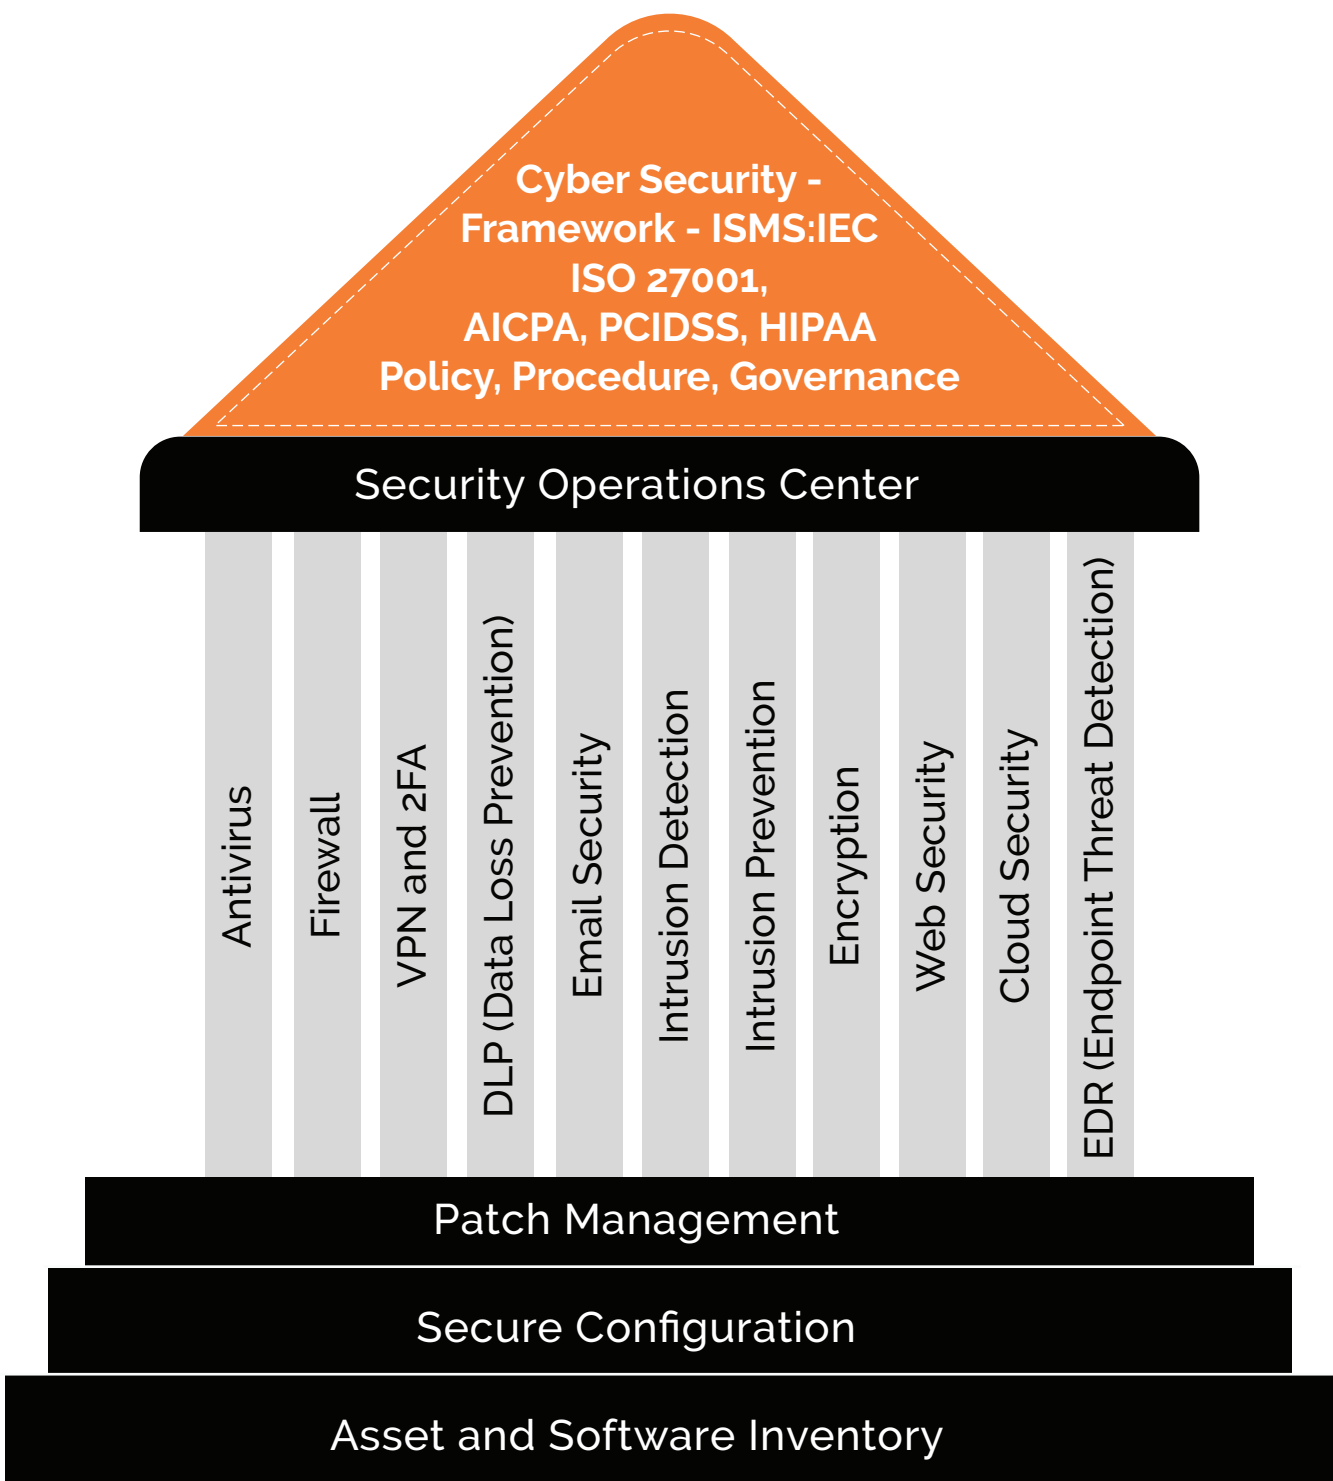 Cyber Security -
Framework - ISMS:IEC
ISO 27001,
AICPA, PCIDSS, HIPAA
Policy, Procedure, Governance
Security Operations Center
Antivirus
Firewall
VPN and 2FA
DLP (Data Loss Prevention)
Email Security
Intrusion Detection
Intrusion Prevention
Encryption
Web Security
Cloud Security
EDR (Endpoint Threat Detection)
Patch Management
Secure Configuration
Asset and Software Inventory